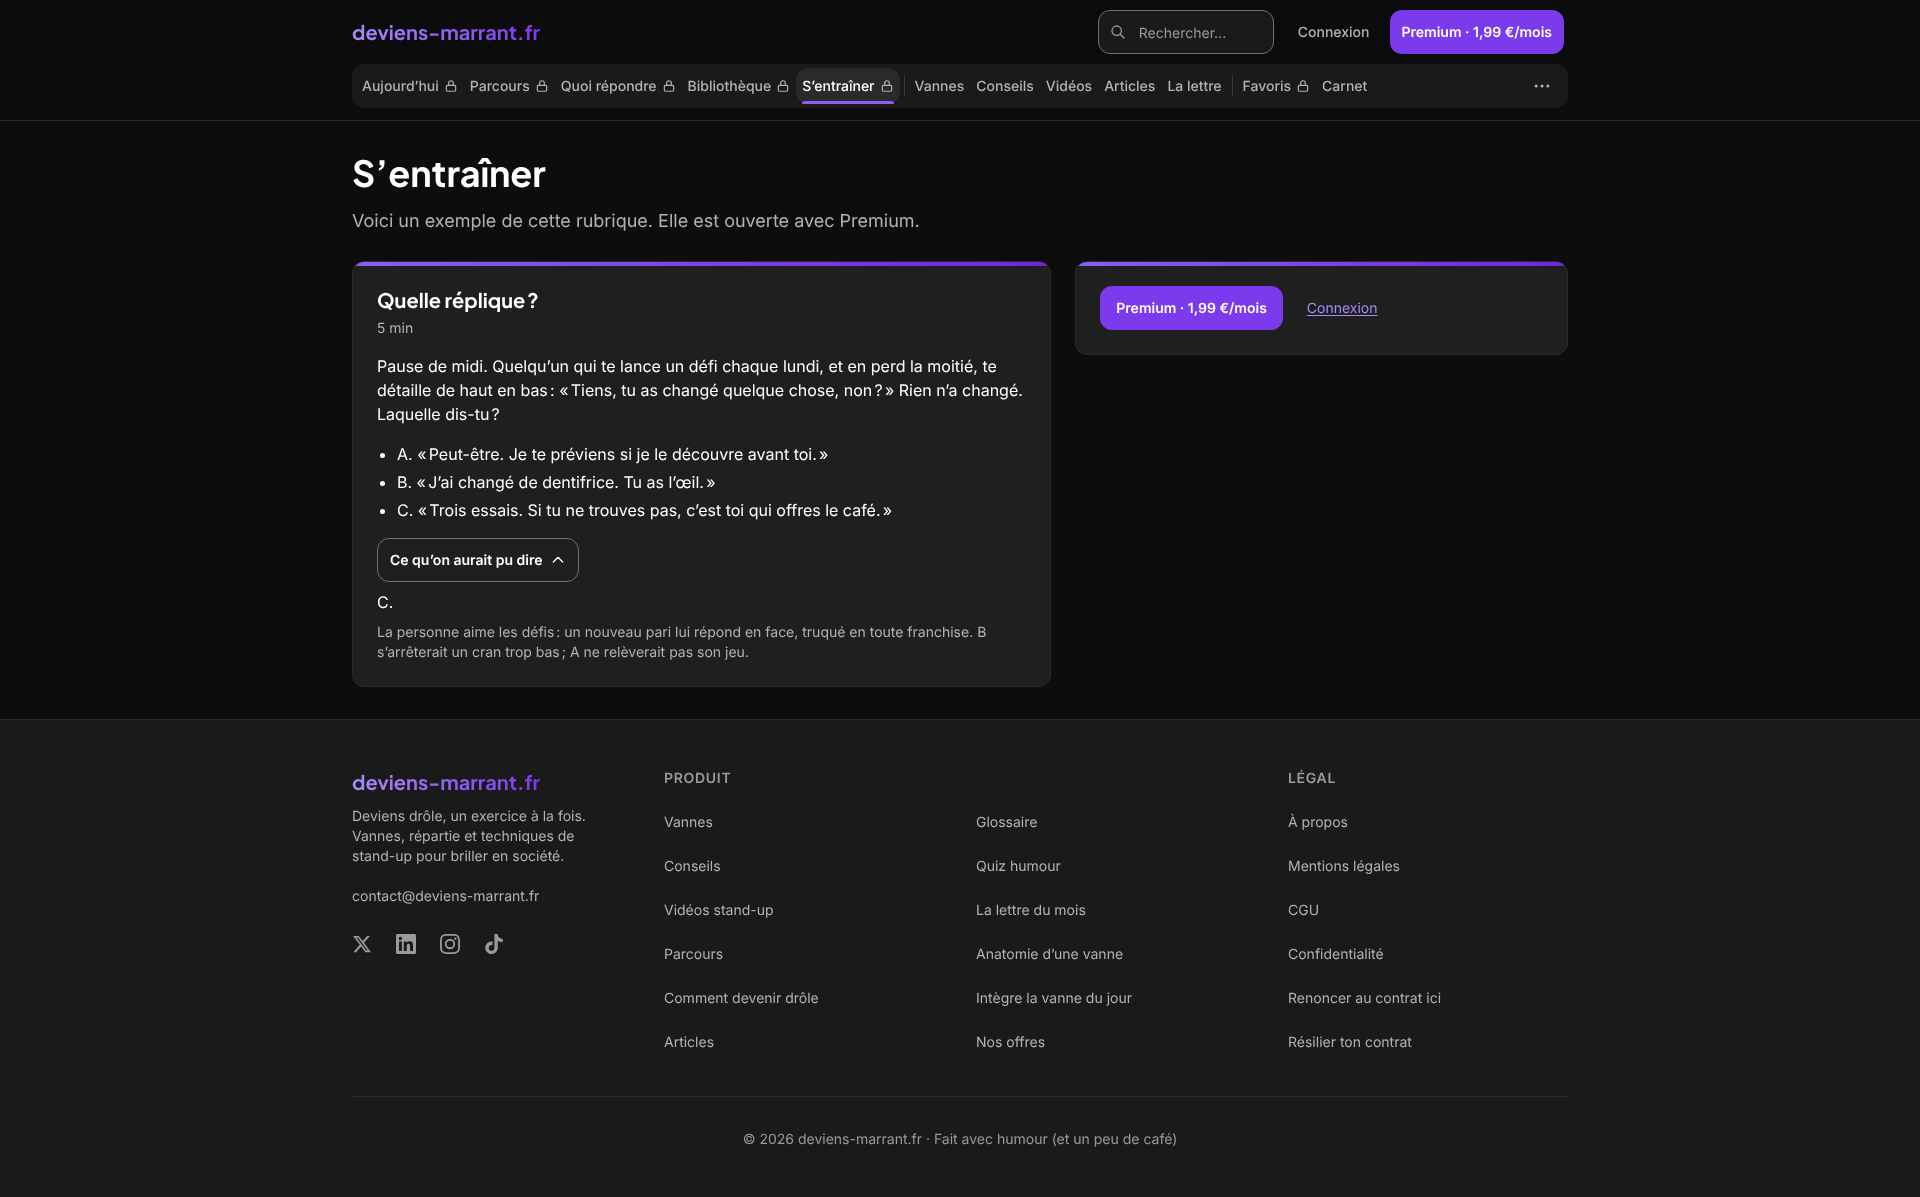 deviens-marrant.fr
Rechercher...
Connexion
Premium · 1,99 €/mois
Aujourd’hui
Parcours
Quoi répondre
Bibliothèque
S’entraîner
Vannes
Conseils
Vidéos
Articles
La lettre
Favoris
Carnet
S’entraîner
Voici un exemple de cette rubrique. Elle est ouverte avec Premium.
Quelle réplique ?
5 min
Pause de midi. Quelqu’un qui te lance un défi chaque lundi, et en perd la moitié, te
détaille de haut en bas : « Tiens, tu as changé quelque chose, non ? » Rien n’a changé.
Laquelle dis-tu ?
• A. « Peut-être. Je te préviens si je le découvre avant toi. »
• B. « J’ai changé de dentifrice. Tu as l’œil. »
• C. « Trois essais. Si tu ne trouves pas, c’est toi qui offres le café. »
Ce qu’on aurait pu dire
C.
La personne aime les défis : un nouveau pari lui répond en face, truqué en toute franchise. B
s’arrêterait un cran trop bas ; A ne relèverait pas son jeu.
Premium · 1,99 €/mois
Connexion
deviens-marrant.fr
Deviens drôle, un exercice à la fois.
Vannes, répartie et techniques de
stand-up pour briller en société.
contact@deviens-marrant.fr
PRODUIT
Vannes
Conseils
Vidéos stand-up
Parcours
Comment devenir drôle
Articles
Glossaire
Quiz humour
La lettre du mois
Anatomie d’une vanne
Intègre la vanne du jour
Nos offres
LÉGAL
À propos
Mentions légales
CGU
Confidentialité
Renoncer au contrat ici
Résilier ton contrat
© 2026 deviens-marrant.fr · Fait avec humour (et un peu de café)